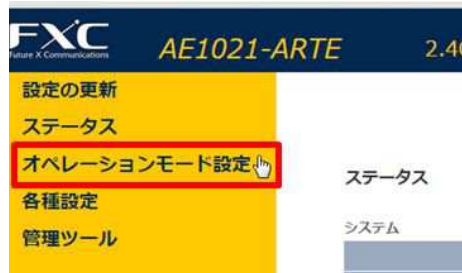 FXC
Future X Communications
AE1021-ARTE
2.4G
設定の更新
ステータス
オペレーションモード設定
各種設定
管理ツール
ステータス
システム